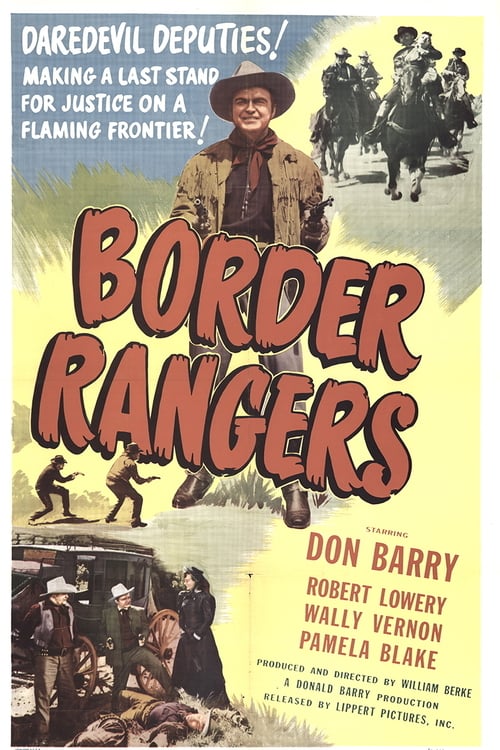 DAREDEVIL DEPUTIES!
MAKING A LAST STAND
FOR JUSTICE ON A
FLAMING FRONTIER!
BORDER
RANGERS
STARRING
DON BARRY
ROBERT LOWERY
WALLY VERNON
PAMELA BLAKE
PRODUCED AND DIRECTED BY WILLIAM BERKE
A DONALD BARRY PRODUCTION
RELEASED BY LIPPERT PICTURES, INC.